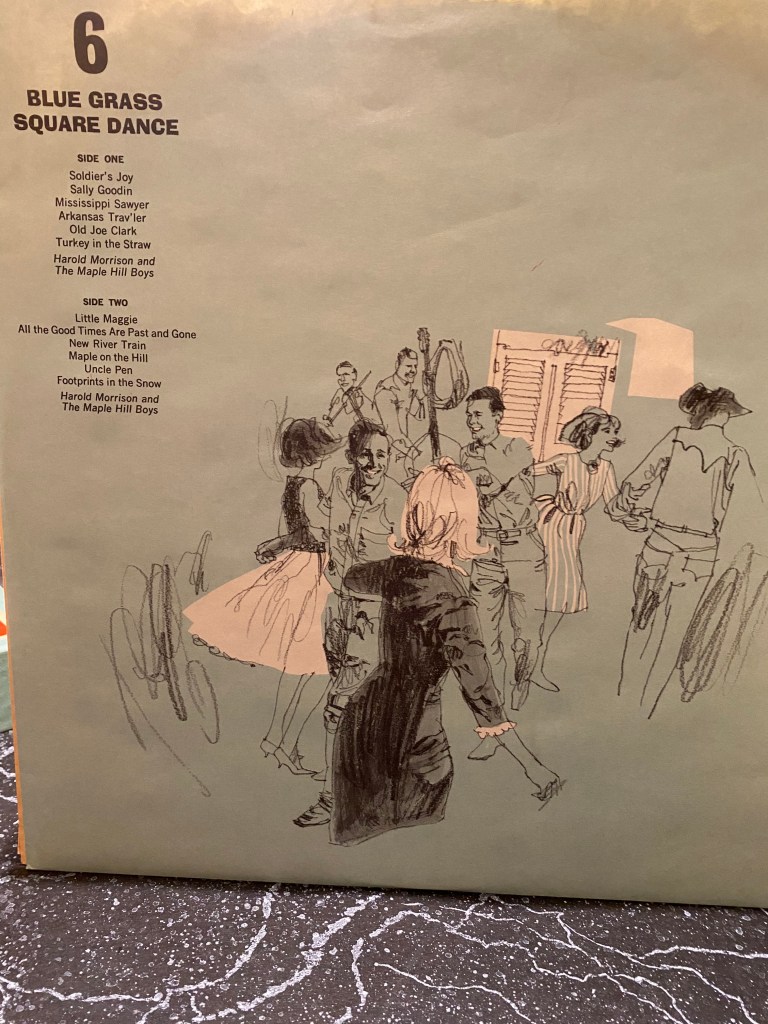 6
BLUE GRASS
SQUARE DANCE
SIDE ONE
Soldier's Joy
Sally Goodin
Mississippi Sawyer
Arkansas Trav'ler
Old Joe Clark
Turkey in the Straw
Harold Morrison and
The Maple Hill Boys
SIDE TWO
Little Maggie
All the Good Times Are Past and Gone
New River Train
Maple on the Hill
Uncle Pen
Footprints in the Snow
Harold Morrison and
The Maple Hill Boys